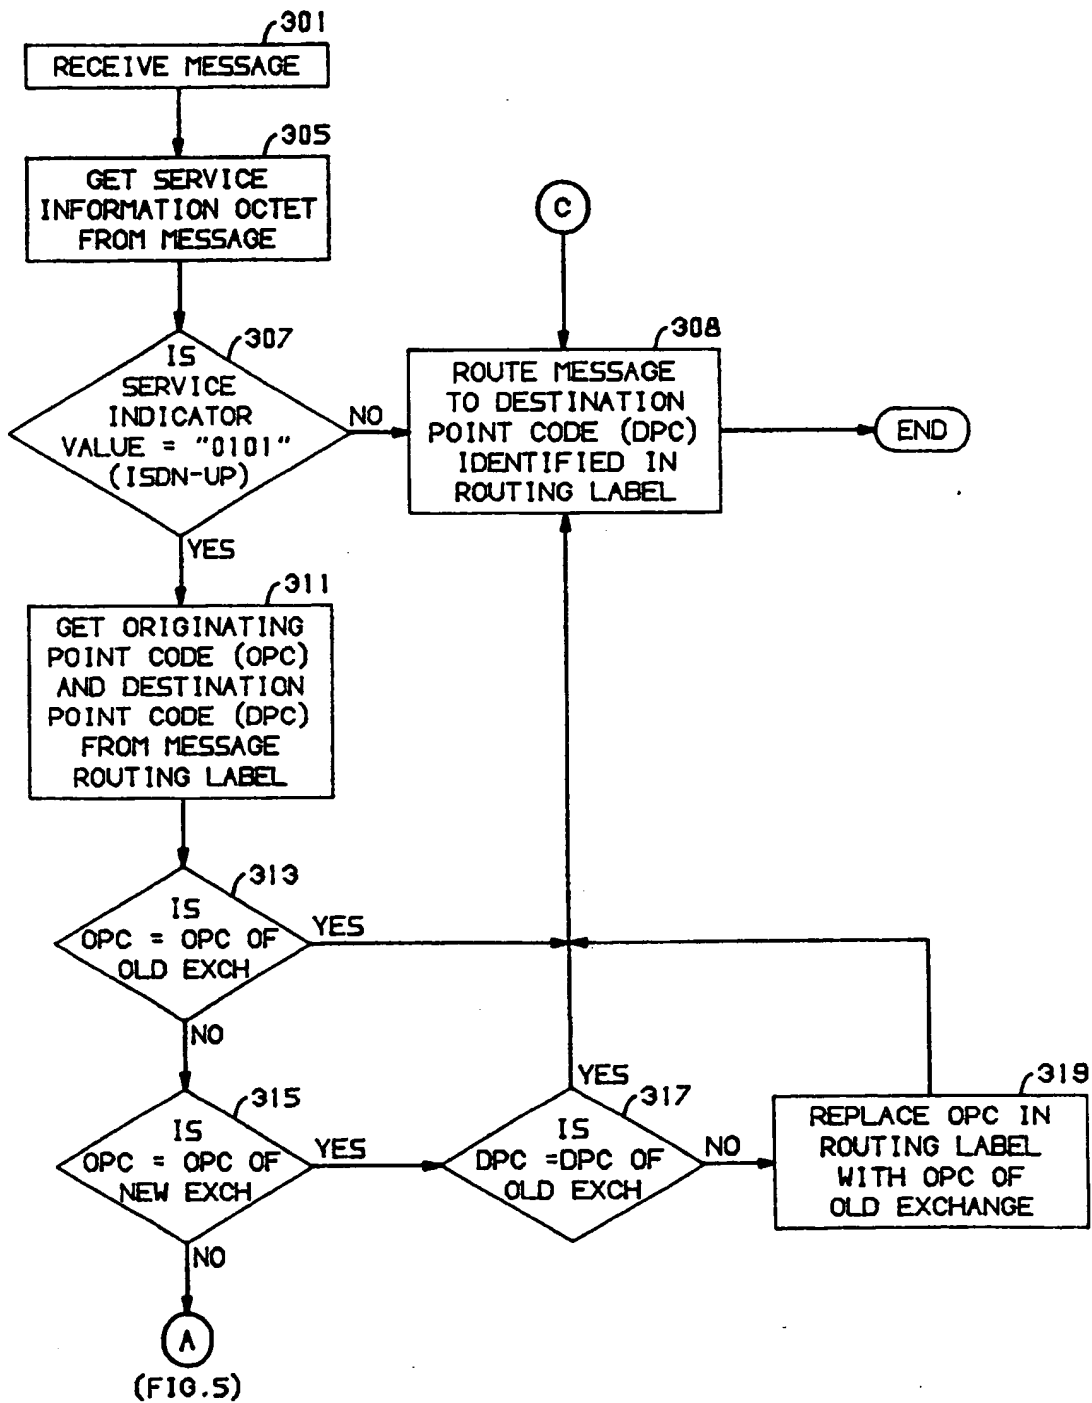 301
RECEIVE MESSAGE
305
GET SERVICE
INFORMATION OCTET
FROM MESSAGE
C
307
IS
SERVICE
INDICATOR
VALUE = "0101"
(ISDN-UP)
NO
308
ROUTE MESSAGE
TO DESTINATION
POINT CODE (DPC)
IDENTIFIED IN
ROUTING LABEL
END
YES
311
GET ORIGINATING
POINT CODE (OPC)
AND DESTINATION
POINT CODE (DPC)
FROM MESSAGE
ROUTING LABEL
313
IS
OPC = OPC OF
OLD EXCH
YES
NO
315
IS
OPC = OPC OF
NEW EXCH
YES
YES
317
IS
DPC =DPC OF
OLD EXCH
NO
319
REPLACE OPC IN
ROUTING LABEL
WITH OPC OF
OLD EXCHANGE
NO
A
(FIG.5)